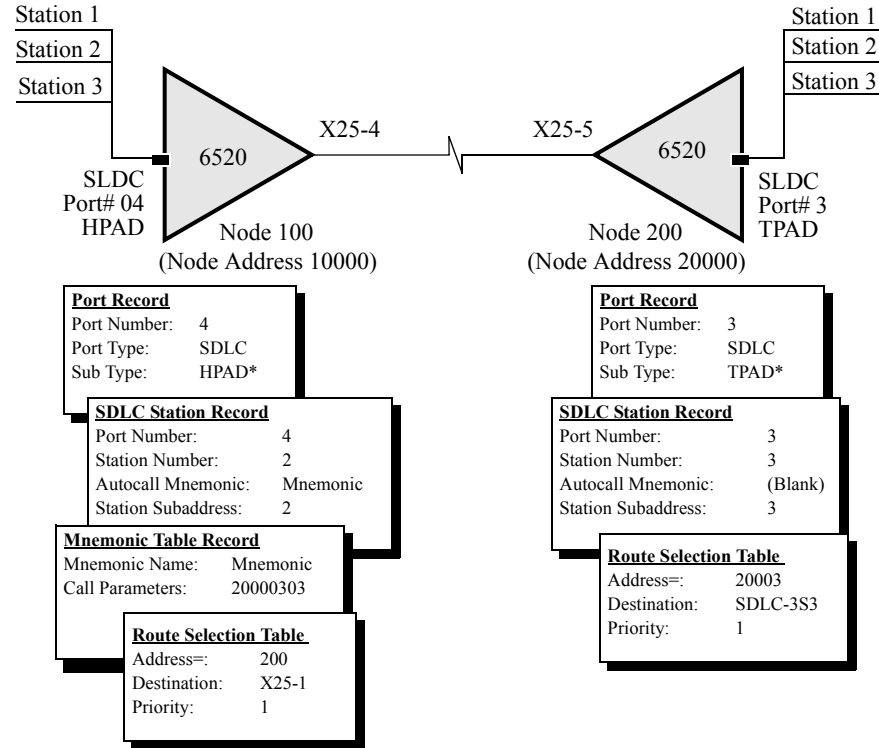 Station 1
Station 2
Station 3
Station 1
Station 2
Station 3
6520
X25-4
X25-5
6520
SLDC
Port# 04
HPAD
SLDC
Port# 3
TPAD
Node 100
(Node Address 10000)
Node 200
(Node Address 20000)
Port Record
Port Number: 4
Port Type: SDLC
Sub Type: HPAD*
SDLC Station Record
Port Number: 4
Station Number: 2
Autocall Mnemonic: Mnemonic
Station Subaddress: 2
Mnemonic Table Record
Mnemonic Name: Mnemonic
Call Parameters: 20000303
Route Selection Table
Address=: 200
Destination: X25-1
Priority: 1
Port Record
Port Number: 3
Port Type: SDLC
Sub Type: TPAD*
SDLC Station Record
Port Number: 3
Station Number: 3
Autocall Mnemonic: (Blank)
Station Subaddress: 3
Route Selection Table
Address=: 20003
Destination: SDLC-3S3
Priority: 1